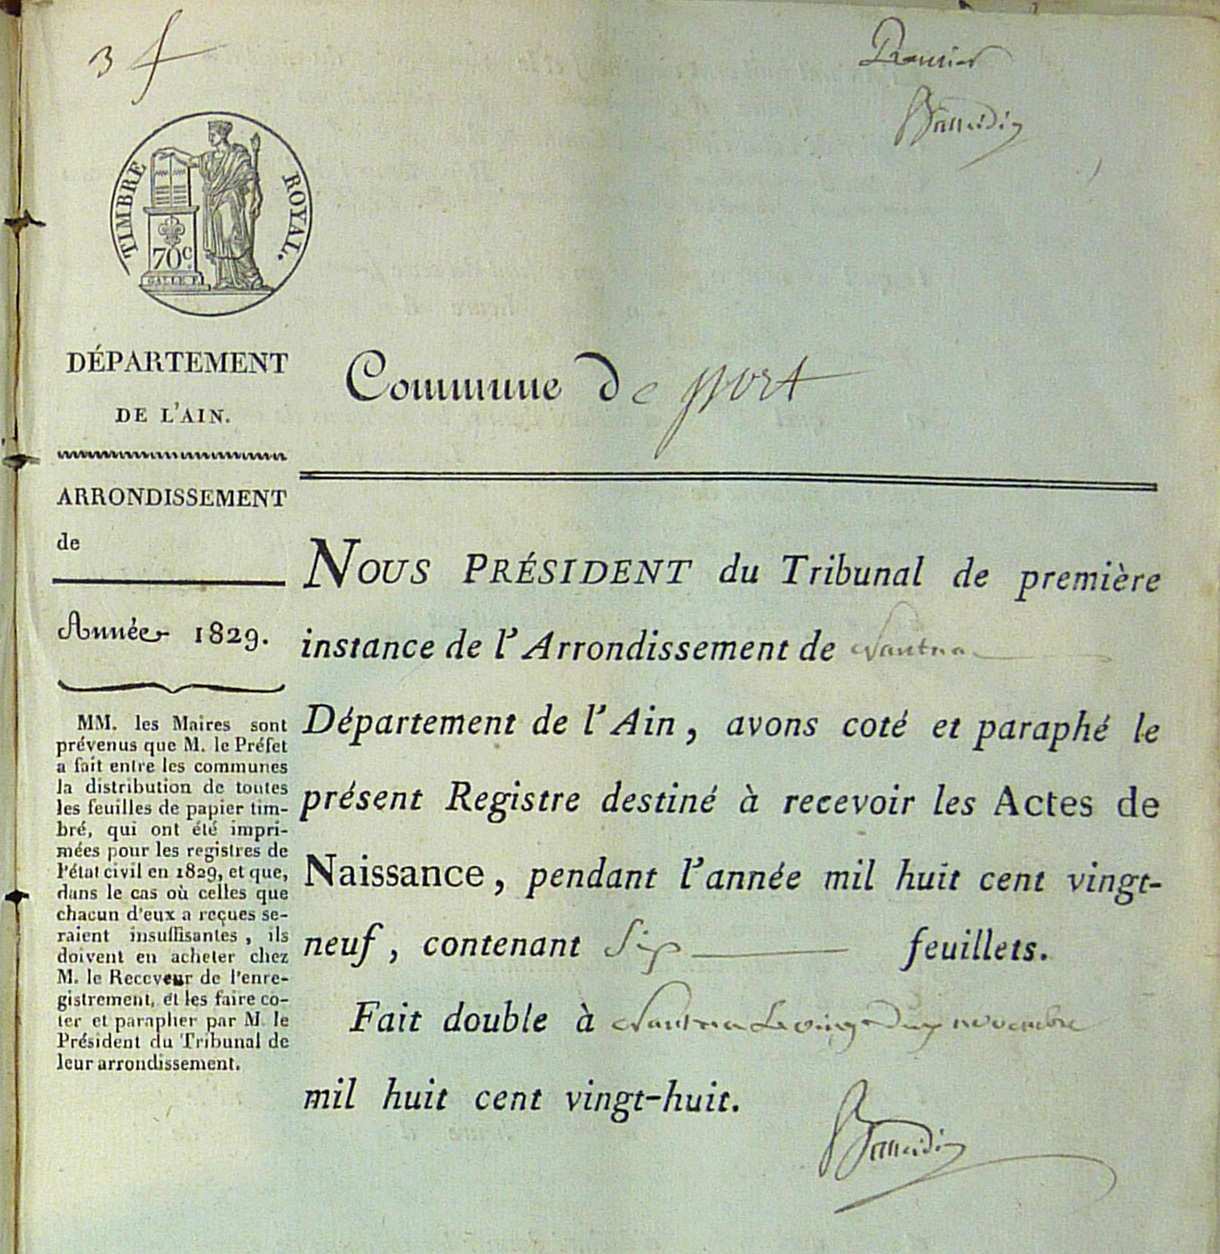 3 f
Premier
TIMBRE ROYAL.
70c
GALLE F.
DÉPARTEMENT
DE L'AIN.
ARRONDISSEMENT
de
Année 1829.
MM. les Maires sont
prévenus que M. le Préfet
a fait entre les communes
la distribution de toutes
les feuilles de papier tim-
bré, qui ont été impri-
mées pour les registres de
l'état civil en 1829, et que,
dans le cas où celles que
chacun d'eux a reçues se-
raient insuffisantes, ils
doivent en acheter chez
M. le Receveur de l'enre-
gistrement, et les faire co-
ter et parapher par M. le
Président du Tribunal de
leur arrondissement.
Commune De port
NOUS PRÉSIDENT du Tribunal de première
instance de l'Arrondissement de Nantua
Département de l'Ain, avons coté et paraphé le
présent Registre destiné à recevoir les Actes de
Naissance, pendant l'année mil huit cent vingt-
neuf, contenant Six feuillets.
Fait double à Nantua Le vingt Deux novembre
mil huit cent vingt-huit.